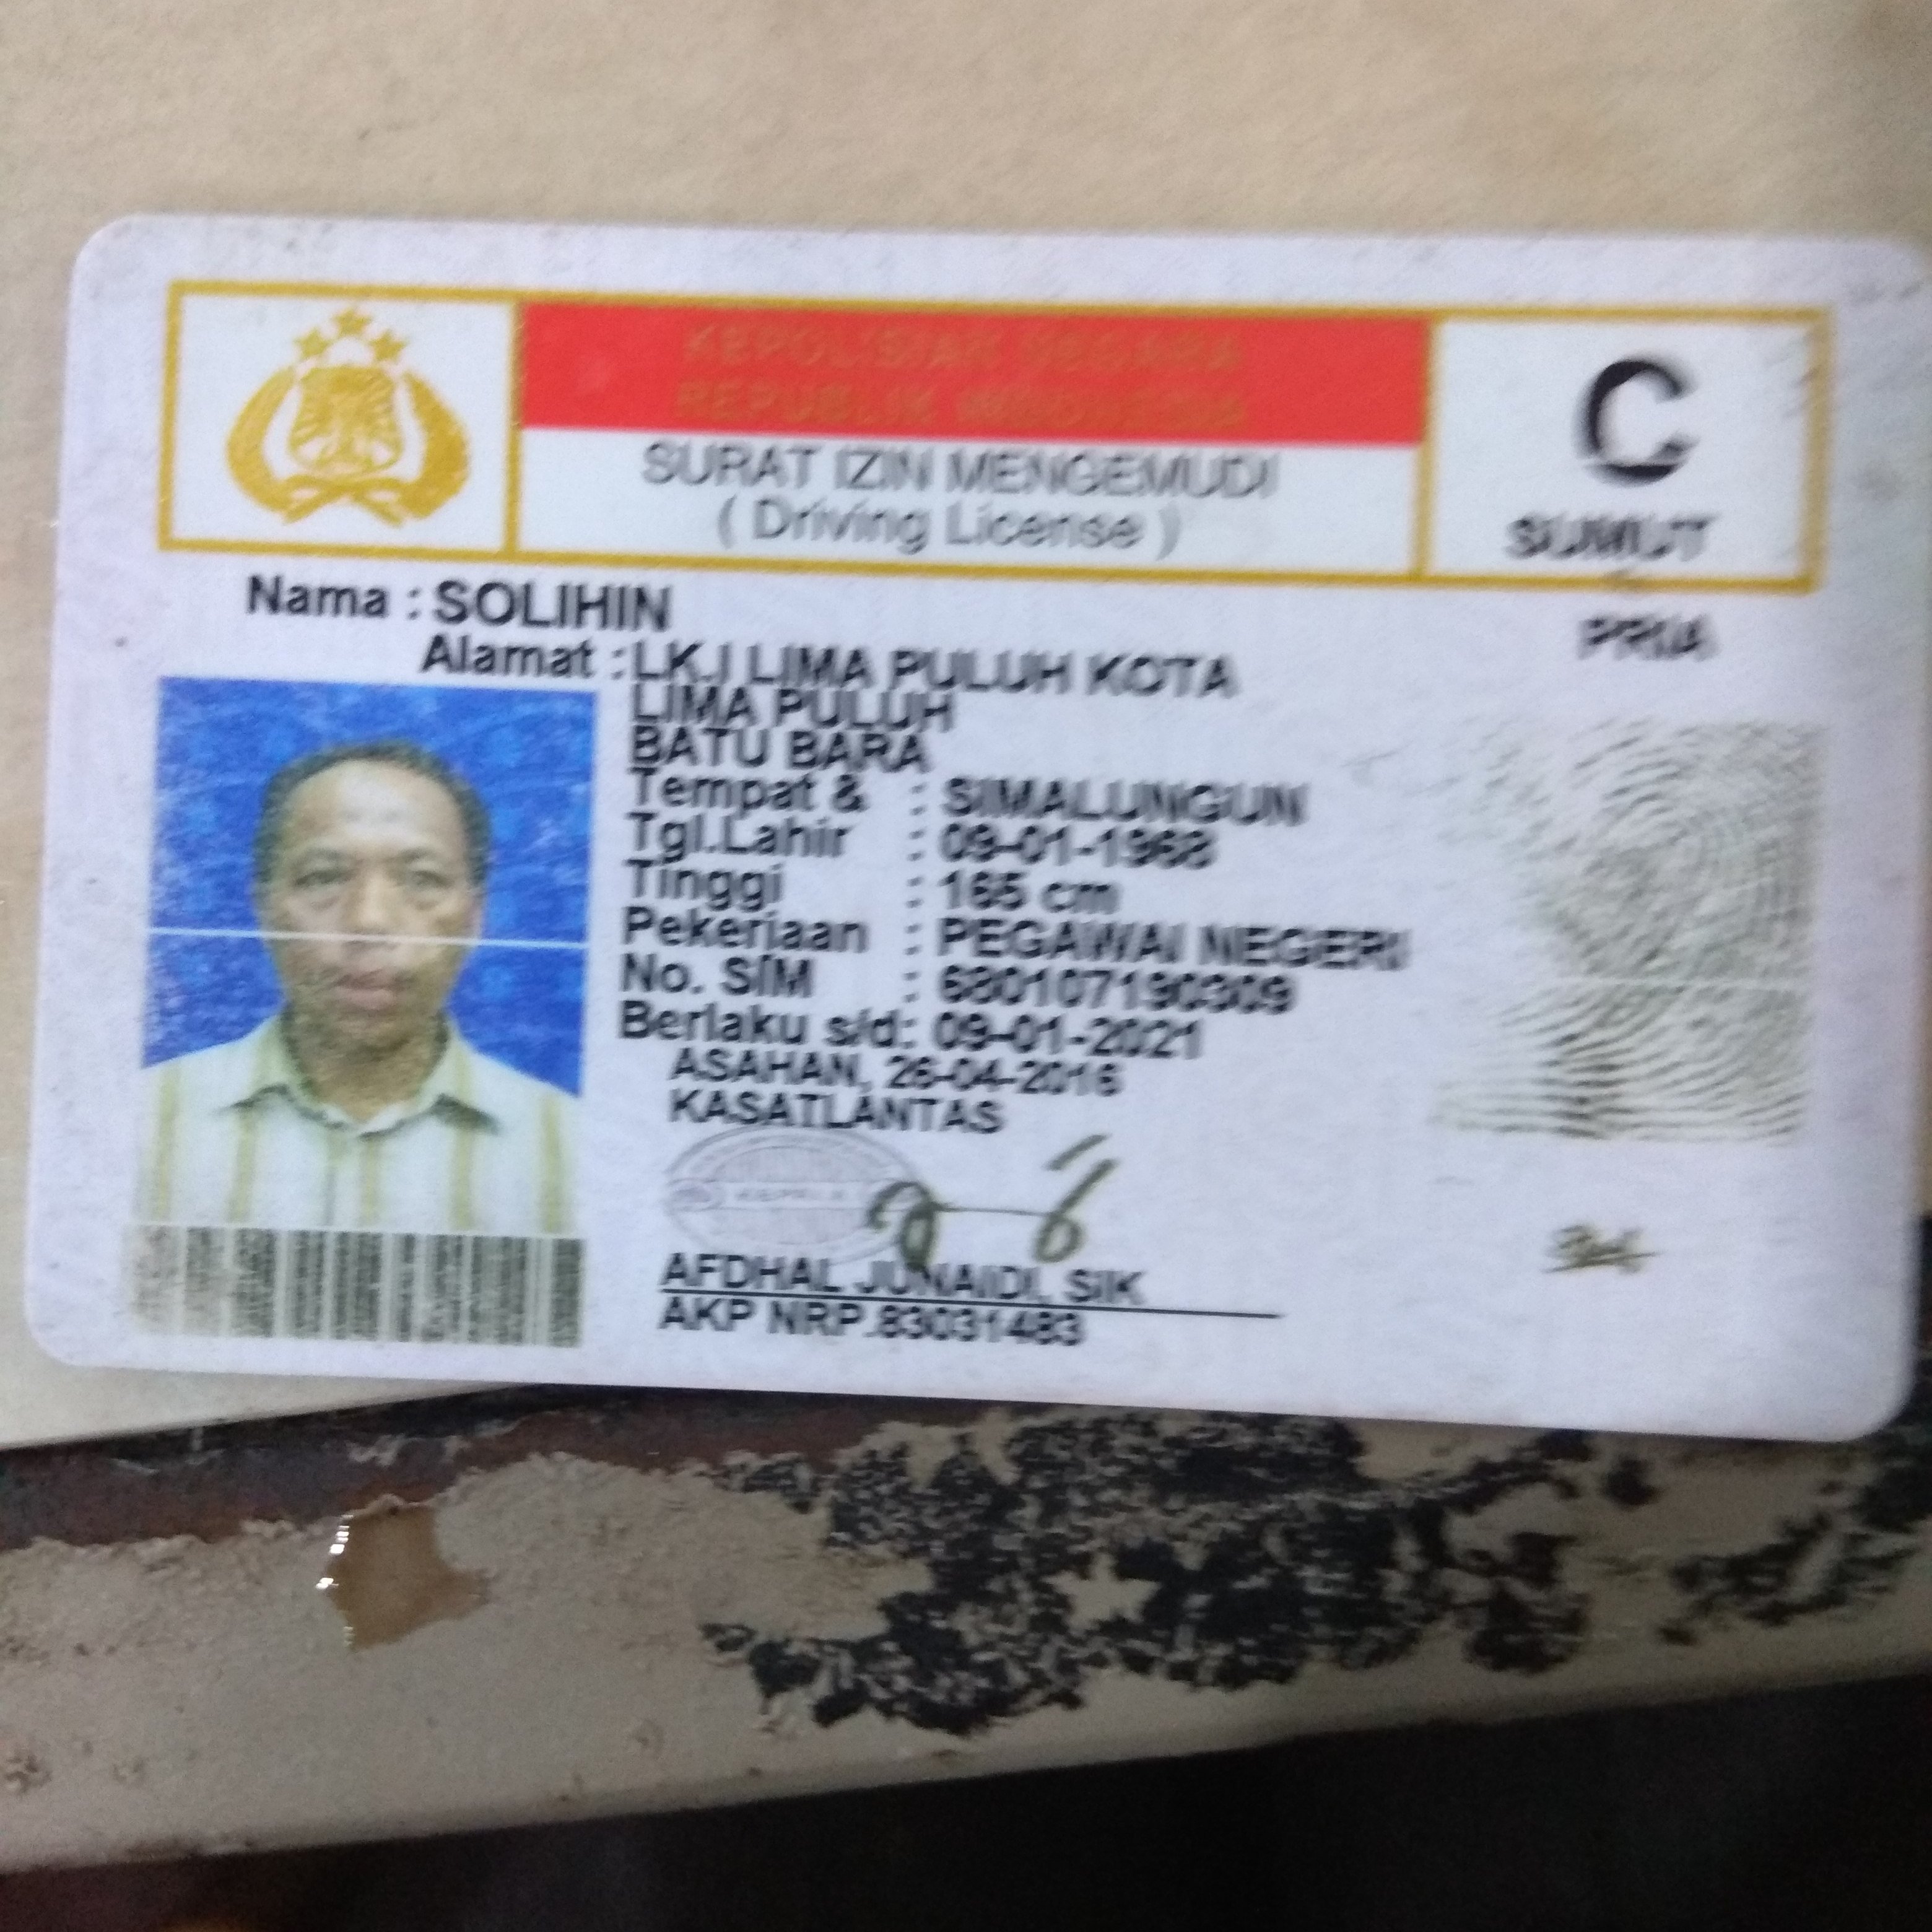 KEPOLISIAN NEGARA
REPUBLIK INDONESIA
SURAT IZIN MENGEMUDI
( Driving License )
C
SUMUT
Nama : SOLIHIN
PRIA
Alamat : LK.I LIMA PULUH KOTA
LIMA PULUH
BATU BARA
Tempat & : SIMALUNGUN
Tgl.Lahir : 09-01-1968
Tinggi : 165 cm
Pekerjaan : PEGAWAI NEGERI
No. SIM : 680107190309
Berlaku s/d: 09-01-2021
ASAHAN, 26-04-2016
KASATLANTAS
KEPALA
AFDHAL JUNAIDI, SIK
AKP NRP.83031483